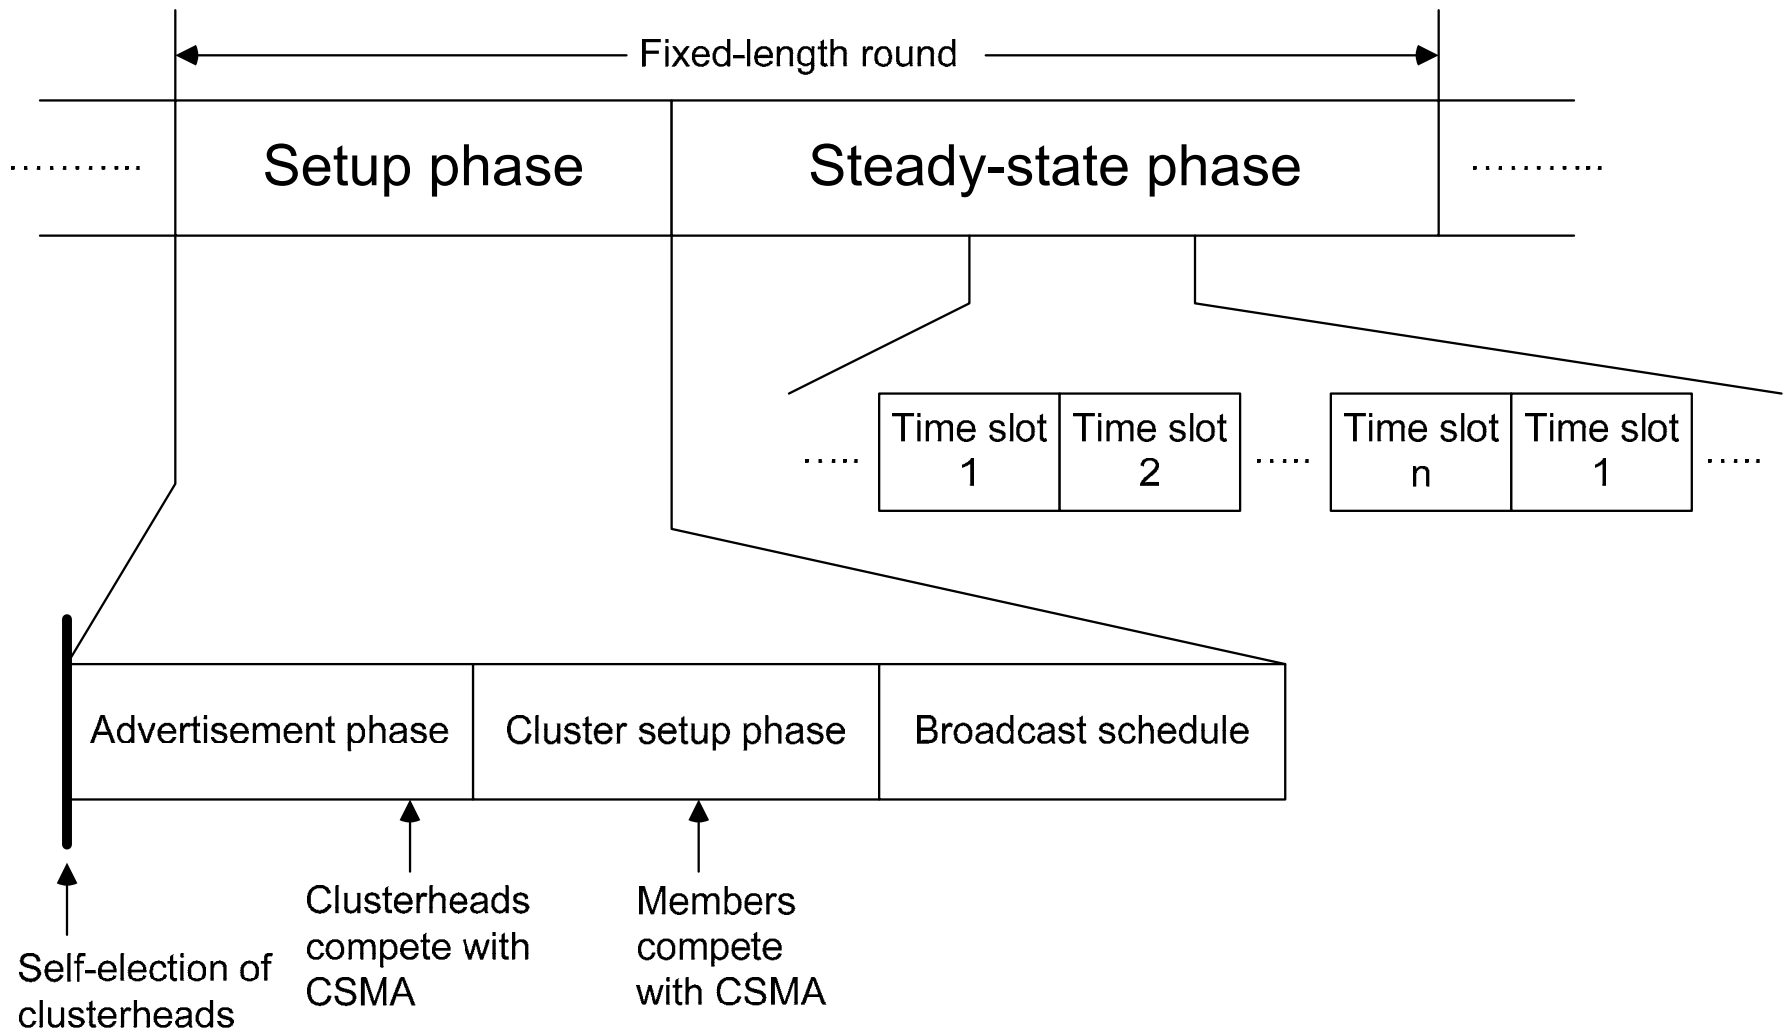 Fixed-length round
Setup phase
Steady-state phase
Time slot
1
Time slot
2
Time slot
n
Time slot
1
Advertisement phase
Cluster setup phase
Broadcast schedule
Self-election of
clusterheads
Clusterheads
compete with
CSMA
Members
compete
with CSMA